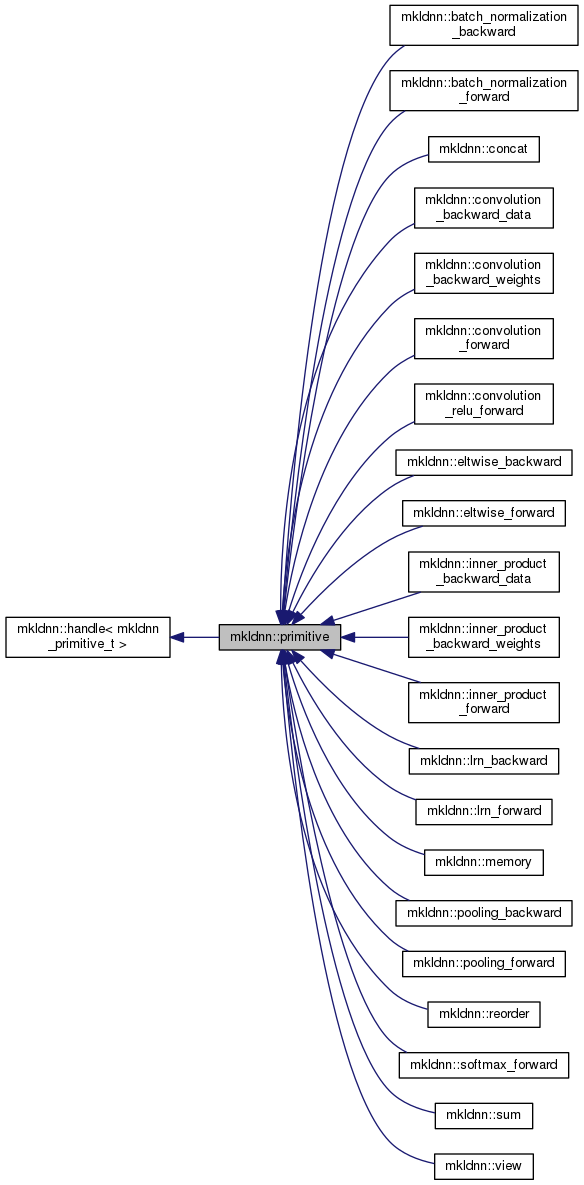 mkldnn::batch_normalization
_backward
mkldnn::batch_normalization
_forward
mkldnn::concat
mkldnn::convolution
_backward_data
mkldnn::convolution
_backward_weights
mkldnn::convolution
_forward
mkldnn::convolution
_relu_forward
mkldnn::eltwise_backward
mkldnn::eltwise_forward
mkldnn::inner_product
_backward_data
mkldnn::handle< mkldnn
_primitive_t >
mkldnn::primitive
mkldnn::inner_product
_backward_weights
mkldnn::inner_product
_forward
mkldnn::lrn_backward
mkldnn::lrn_forward
mkldnn::memory
mkldnn::pooling_backward
mkldnn::pooling_forward
mkldnn::reorder
mkldnn::softmax_forward
mkldnn::sum
mkldnn::view